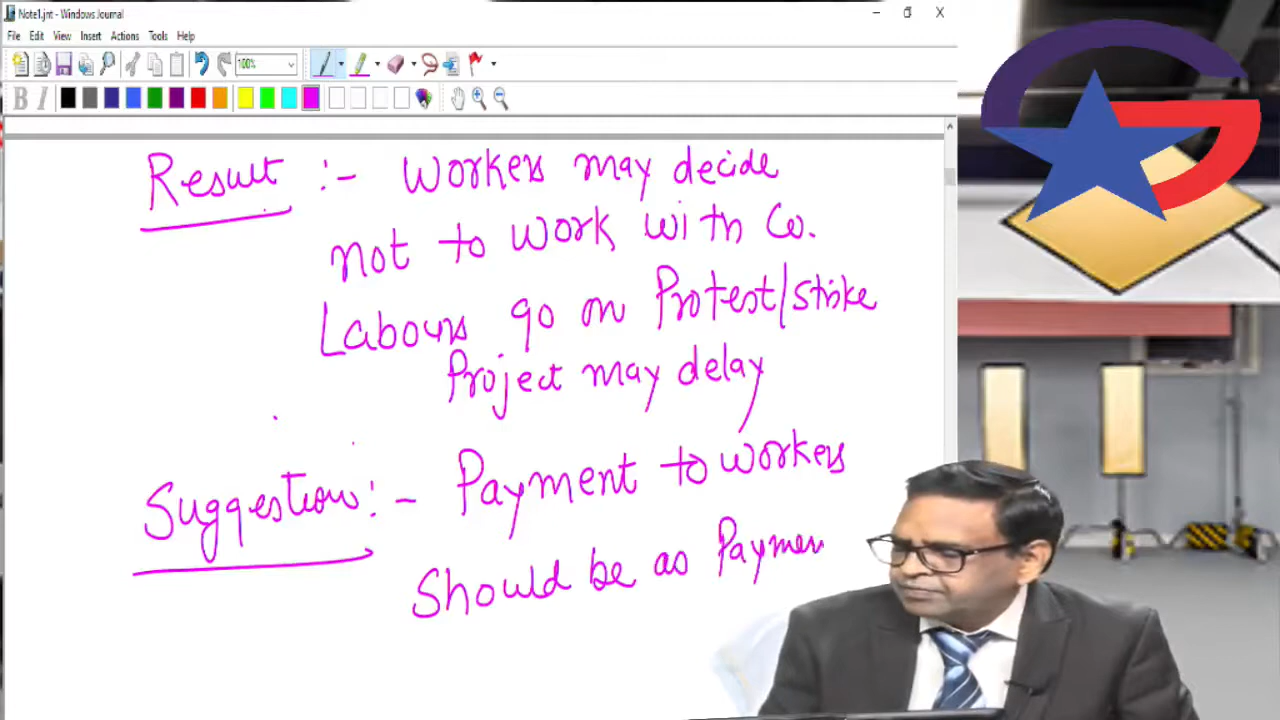 Note1.jnt - Windows Journal
File Edit View Insert Actions Tools Help
100%
B I
Result :- Workers may decide
not to work with Co.
Labours go on Protest/strike
Project may delay
Suggestion:- Payment to workers
Should be as Paymen